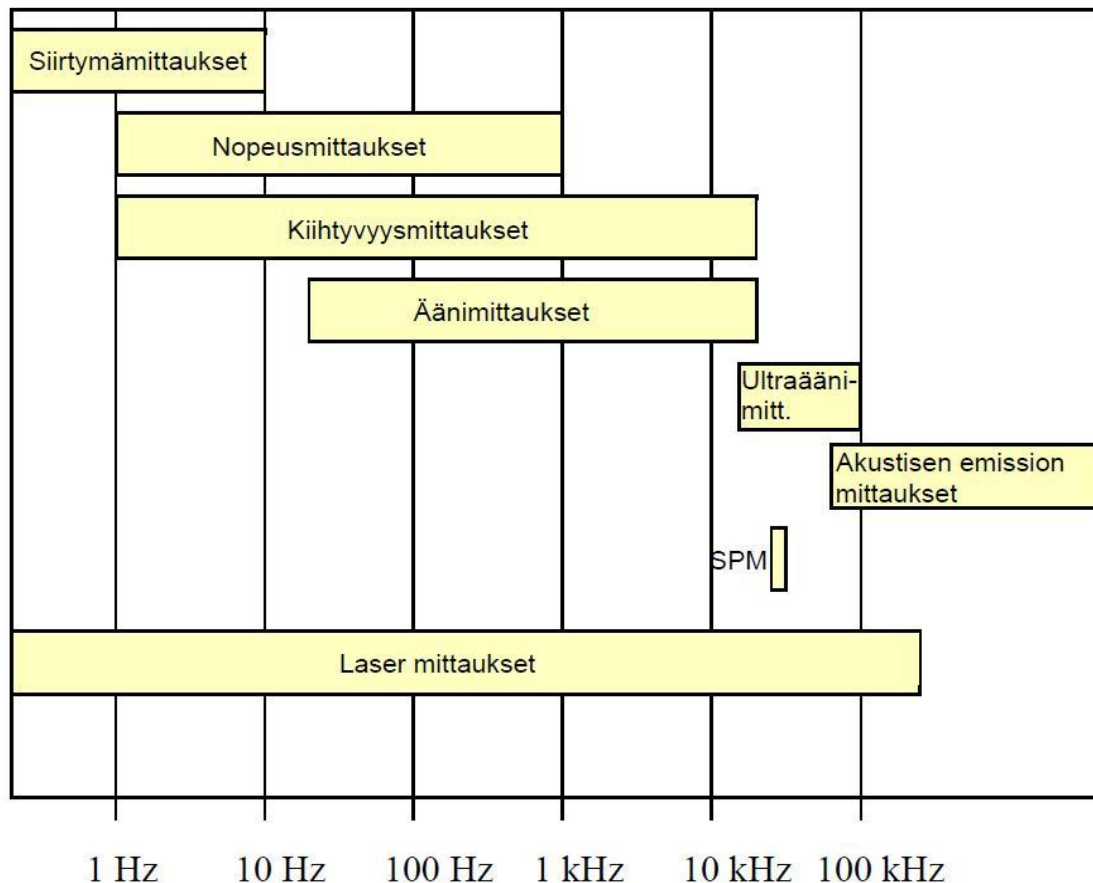 Siirtymämittaukset
Nopeusmittaukset
Kiihtyvyysmittaukset
Äänimittaukset
Ultraääni-
mitt.
Akustisen emission
mittaukset
SPM
Laser mittaukset
1 Hz 10 Hz 100 Hz 1 kHz 10 kHz 100 kHz